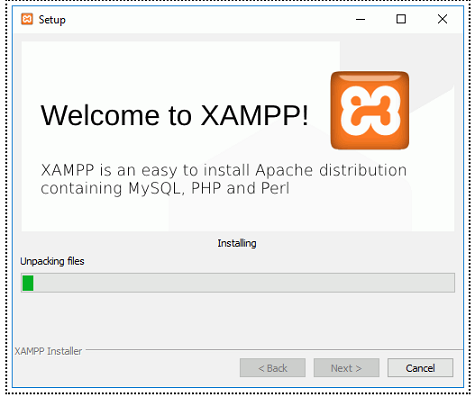 Setup
Welcome to XAMPP!
XAMPP is an easy to install Apache distribution
containing MySQL, PHP and Perl
Installing
Unpacking files
XAMPP Installer
< Back
Next >
Cancel